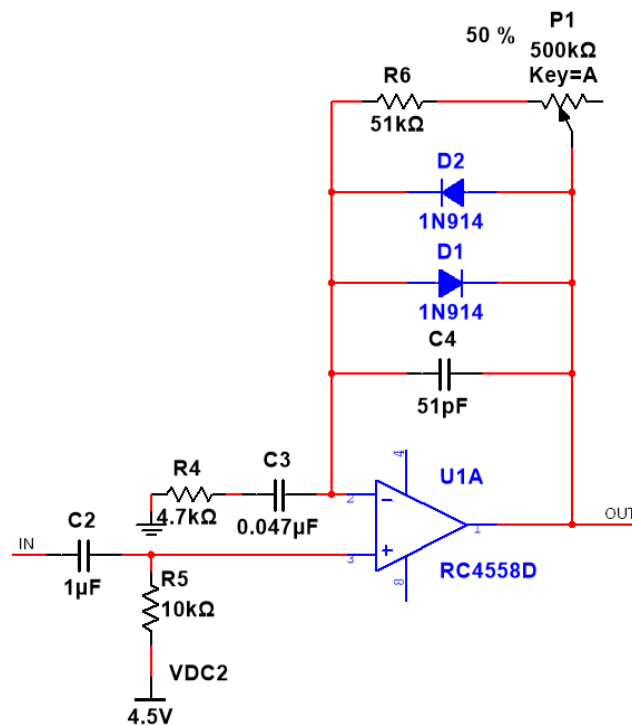 P1
50 %
500kΩ
Key=A
R6
51kΩ
D2
1N914
D1
1N914
C4
51pF
4
U1A
R4
C3
4.7kΩ
0.047µF
2
1
OUT
C2
IN
3
8
RC4558D
1µF
R5
10kΩ
VDC2
4.5V